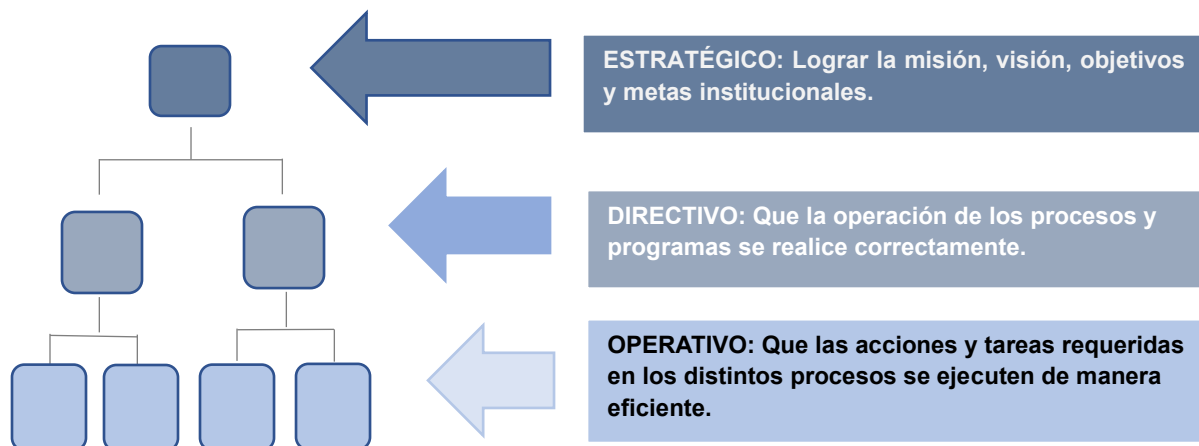 ESTRATÉGICO: Lograr la misión, visión, objetivos
y metas institucionales.
DIRECTIVO: Que la operación de los procesos y
programas se realice correctamente.
OPERATIVO: Que las acciones y tareas requeridas
en los distintos procesos se ejecuten de manera
eficiente.